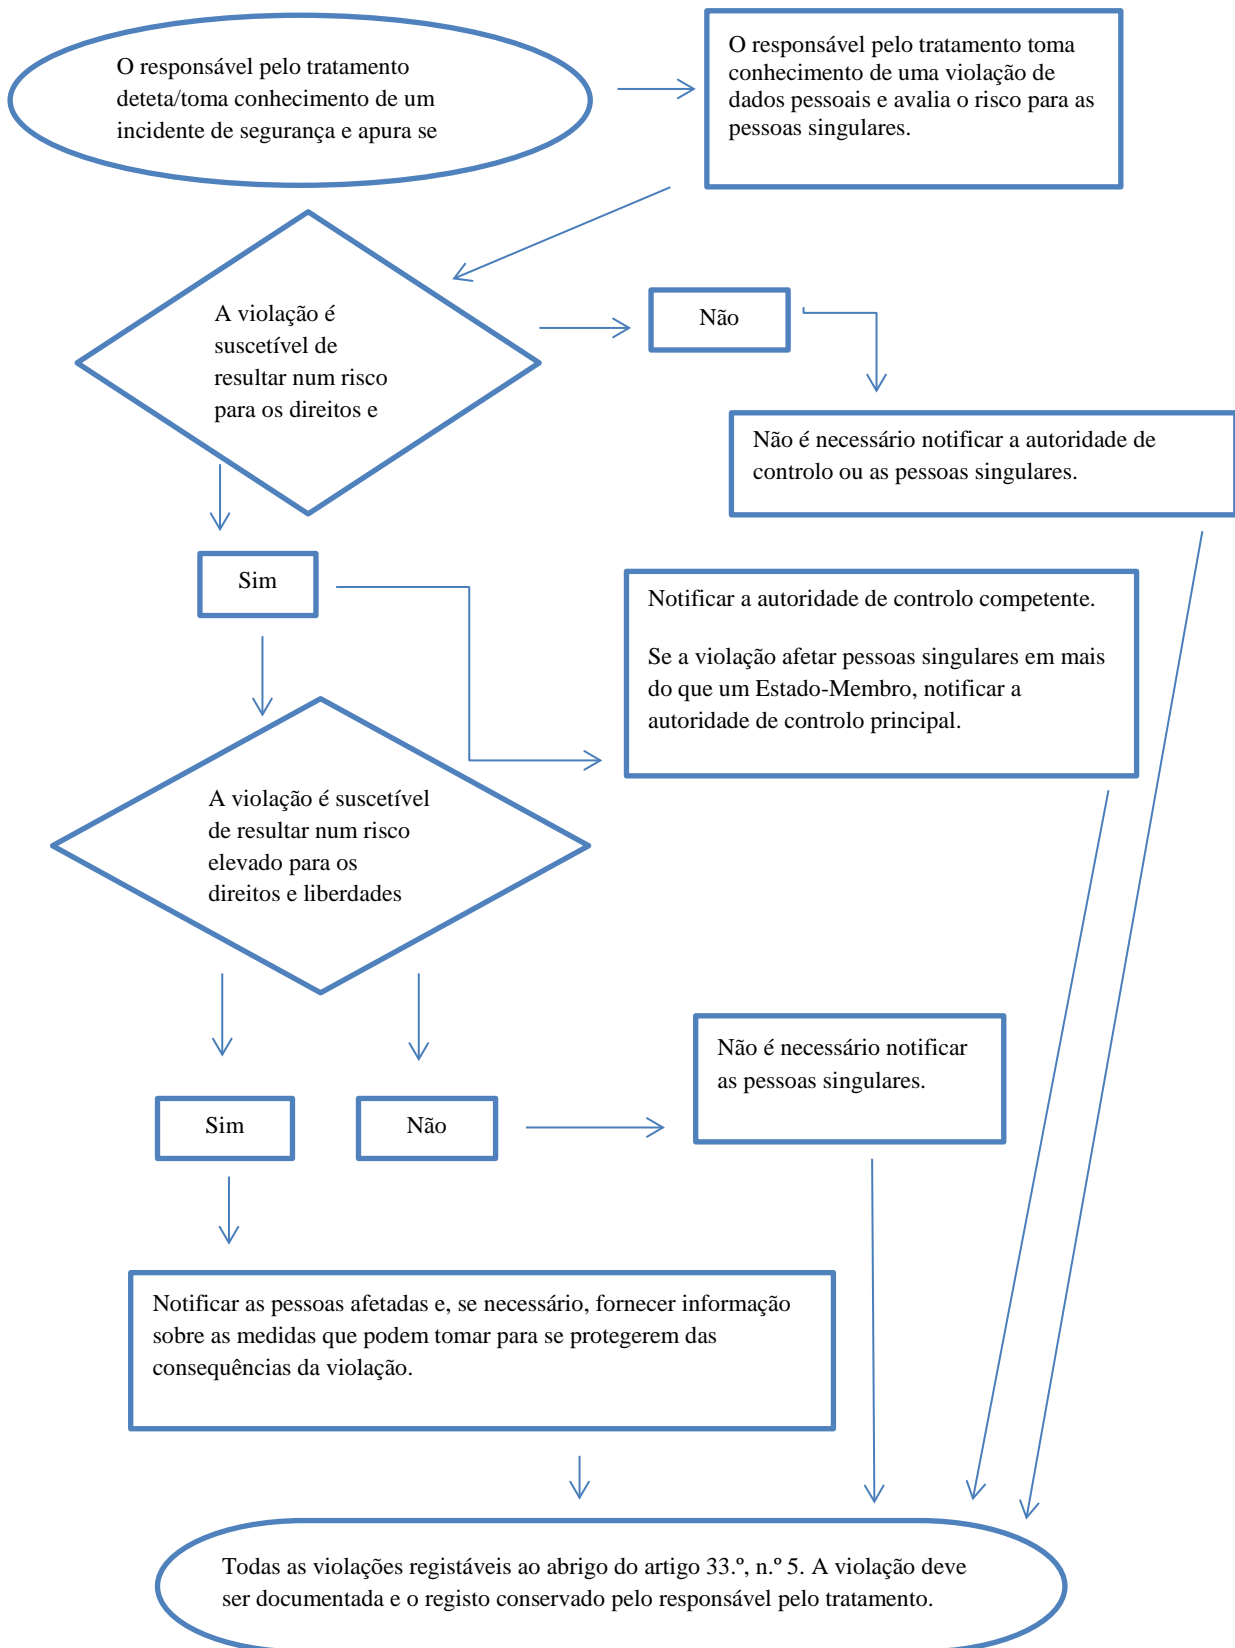 O responsável pelo tratamento
deteta/toma conhecimento de um
incidente de segurança e apura se
O responsável pelo tratamento toma
conhecimento de uma violação de
dados pessoais e avalia o risco para as
pessoas singulares.
A violação é
suscetível de
resultar num risco
para os direitos e
Não
Não é necessário notificar a autoridade de
controlo ou as pessoas singulares.
Sim
Notificar a autoridade de controlo competente.
Se a violação afetar pessoas singulares em mais
do que um Estado-Membro, notificar a
autoridade de controlo principal.
A violação é suscetível
de resultar num risco
elevado para os
direitos e liberdades
Não é necessário notificar
as pessoas singulares.
Sim
Não
Notificar as pessoas afetadas e, se necessário, fornecer informação
sobre as medidas que podem tomar para se protegerem das
consequências da violação.
Todas as violações registáveis ao abrigo do artigo 33.º, n.º 5. A violação deve
ser documentada e o registo conservado pelo responsável pelo tratamento.